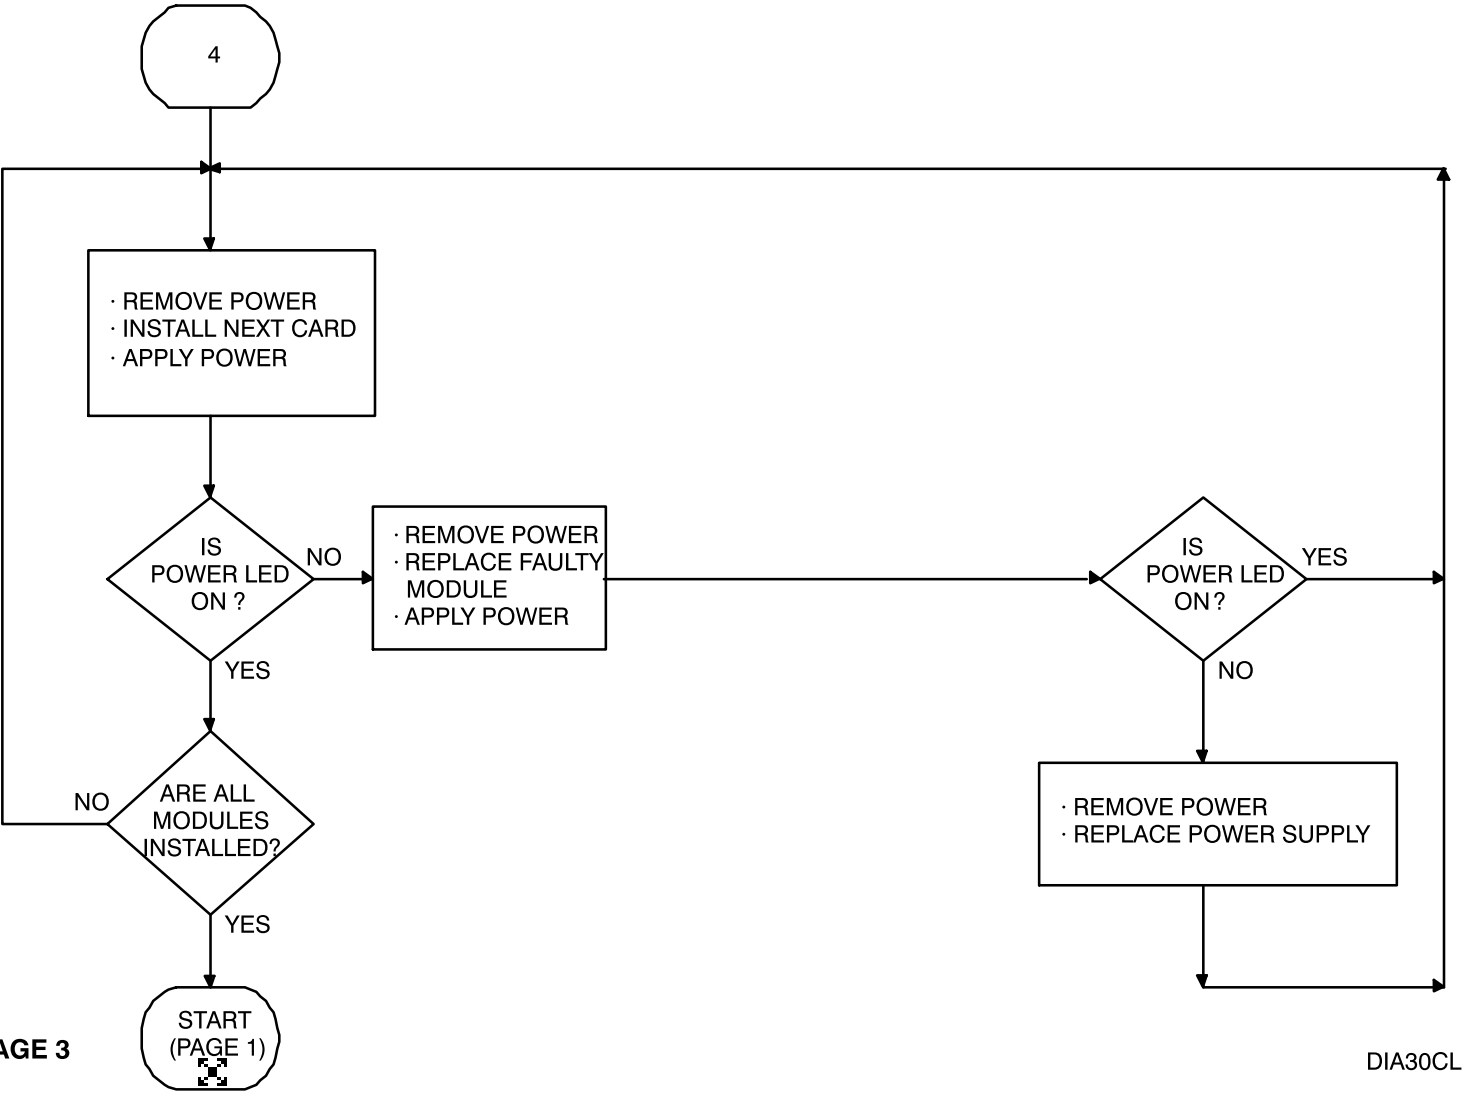 4
· REMOVE POWER
· INSTALL NEXT CARD
· APPLY POWER
IS
POWER LED
ON ?
NO
YES
· REMOVE POWER
· REPLACE FAULTY
MODULE
· APPLY POWER
IS
POWER LED
ON ?
YES
NO
ARE ALL
MODULES
INSTALLED?
NO
YES
· REMOVE POWER
· REPLACE POWER SUPPLY
START
(PAGE 1)
AGE 3
DIA30CL